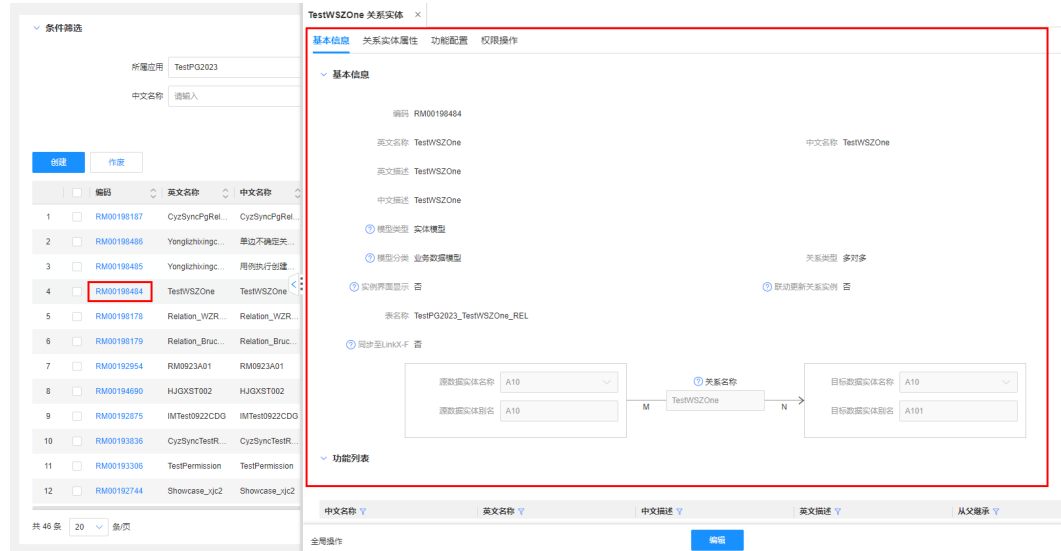 条件筛选
所属应用 TestPG2023
中文名称 请输入
创建 作废
编码 英文名称 中文名称
1 RM00198187 CyzSyncPgRel... CyzSyncPgRel...
2 RM00198486 Yonglizhixingc... 单边不确定关...
3 RM00198485 Yonglizhixingc... 用例执行创建...
4 RM00198484 TestWSZOne TestWSZOne
5 RM00198178 Relation_WZR... Relation_WZR...
6 RM00198179 Relation_Bruc... Relation_Bruc...
7 RM00192954 RM0923A01 RM0923A01
8 RM00194690 HJGXST002 HJGXST002
9 RM00192875 IMTest0922CDG IMTest0922CDG
10 RM00193836 CyzSyncTestR... CyzSyncTestR...
11 RM00193306 TestPermission TestPermission
12 RM00192744 Showcase_xjc2 Showcase_xjc2
共 46 条 20 条/页
TestWSZOne 关系实体 ×
基本信息 关系实体属性 功能配置 权限操作
基本信息
编码 RM00198484
英文名称 TestWSZOne 中文名称 TestWSZOne
英文描述 TestWSZOne
中文描述 TestWSZOne
模型类型 实体模型
模型分类 业务数据模型 关系类型 多对多
实例界面显示 否 联动更新关系实例 否
表名称 TestPG2023_TestWSZOne_REL
同步至LinkX-F 否
源数据实体名称 A10 关系名称 目标数据实体名称 A10
M TestWSZOne N
源数据实体别名 A10 目标数据实体别名 A101
功能列表
中文名称 英文名称 中文描述 英文描述 从父继承
全局操作 编辑